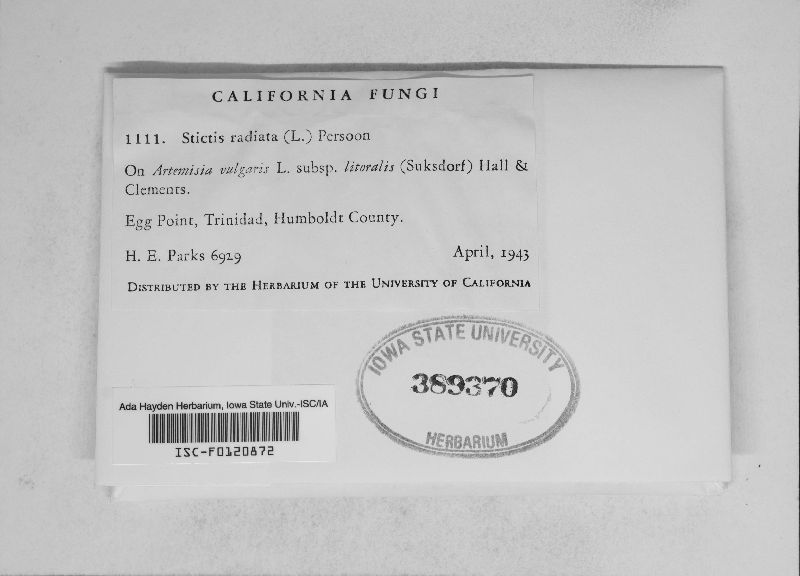 CALIFORNIA FUNGI
1111. Stictis radiata (L.) Persoon
On Artemisia vulgaris L. subsp. litoralis (Suksdorf) Hall &
Clements.
Egg Point, Trinidad, Humboldt County.
H. E. Parks 6929 April, 1943
DISTRIBUTED BY THE HERBARIUM OF THE UNIVERSITY OF CALIFORNIA
IOWA STATE UNIVERSITY
389370
HERBARIUM
Ada Hayden Herbarium, Iowa State Univ.-ISC/IA
ISC-F0120872